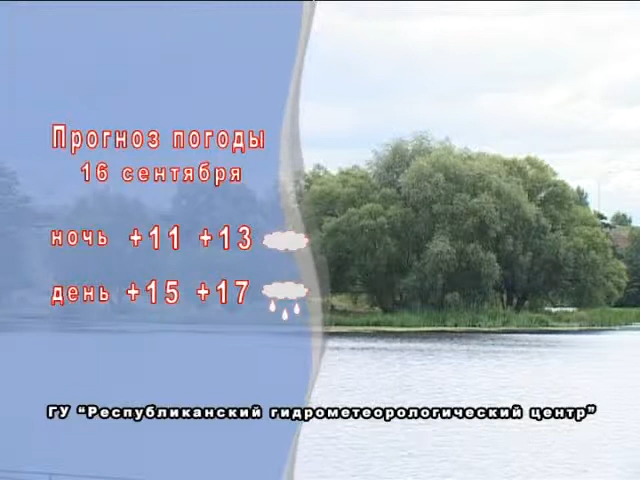 Прогноз погоды
16 сентября
ночь +11 +13
день +15 +17
ГУ “Республиканский гидрометеорологический центр”